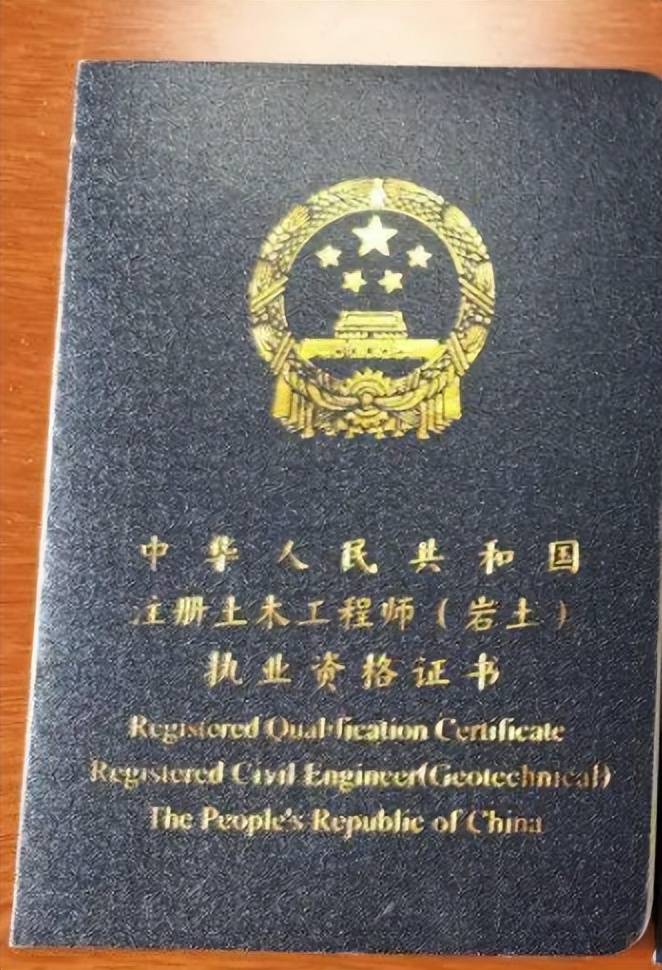 中华人民共和国
注册土木工程师（岩土）
执业资格证书
Registered Qualification Certificate
Registered Civil Engineer(Geotechnical)
The People's Republic of China